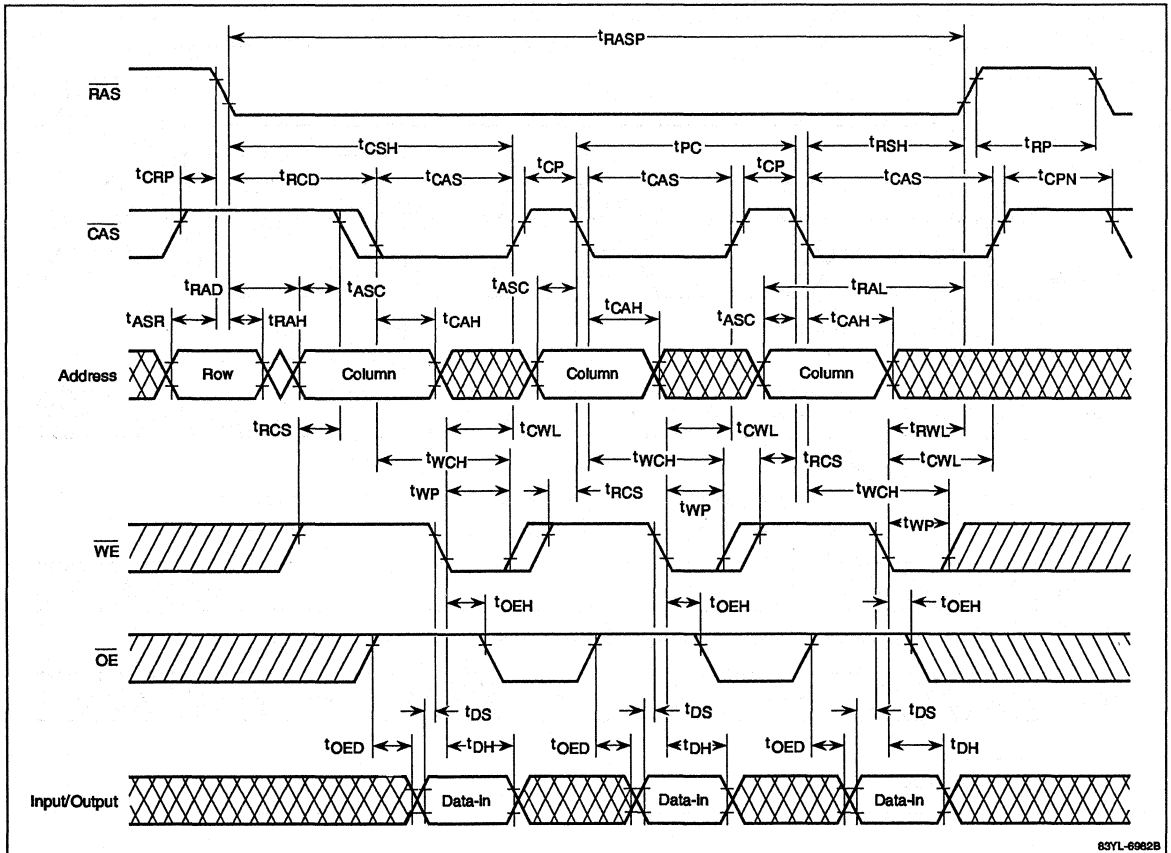 tRASP
RAS
tCSH tPC tRSH tRP
tCRP tRCD tCAS tCP tCAS tCP tCAS tCPN
CAS
tRAD tASC tASC tRAL
tASR tRAH tCAH tCAH tASC tCAH
Address Row Column Column Column
tRCS tCWL tCWL tRWL
tWCH tWCH tRCS tCWL
tWP tRCS tWP tWCH
tWP
WE
tOEH tOEH tOEH
OE
tDS tDS tDS
tOED tDH tOED tDH tOED tDH
Input/Output Data-In Data-In Data-In
83YL-6982B